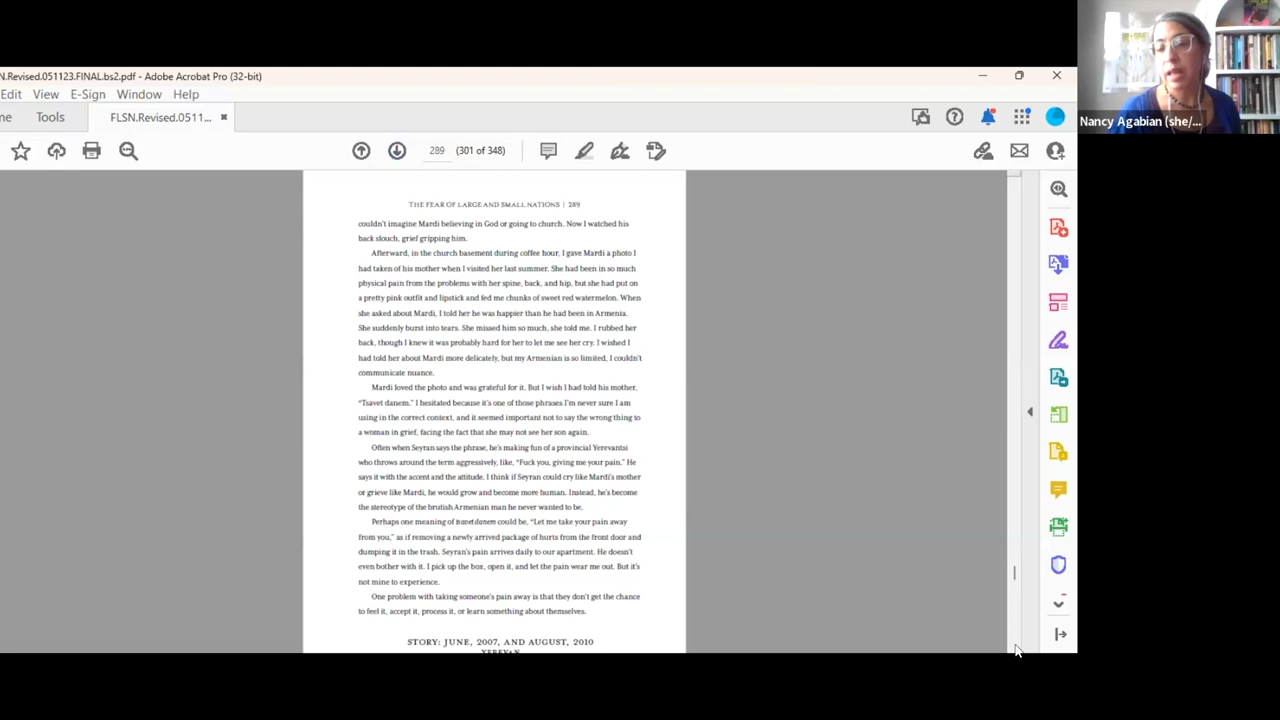 N.Revised.051123.FINAL.bs2.pdf - Adobe Acrobat Pro (32-bit)
Edit View E-Sign Window Help
me Tools FLSN.Revised.0511...
289 (301 of 348)
Nancy Agabian (she/...
THE FEAR OF LARGE AND SMALL NATIONS | 289
couldn't imagine Mardi believing in God or going to church. Now I watched his
back slouch, grief gripping him.
Afterward, in the church basement during coffee hour, I gave Mardi a photo I
had taken of his mother when I visited her last summer. She had been in so much
physical pain from the problems with her spine, back, and hip, but she had put on
a pretty pink outfit and lipstick and fed me chunks of sweet red watermelon. When
she asked about Mardi, I told her he was happier than he had been in Armenia.
She suddenly burst into tears. She missed him so much, she told me. I rubbed her
back, though I knew it was probably hard for her to let me see her cry. I wished I
had told her about Mardi more delicately, but my Armenian is so limited, I couldn't
communicate nuance.
Mardi loved the photo and was grateful for it. But I wish I had told his mother,
"Tsavet danem." I hesitated because it's one of those phrases I'm never sure I am
using in the correct context, and it seemed important not to say the wrong thing to
a woman in grief, facing the fact that she may not see her son again.
Often when Seyran says the phrase, he's making fun of a provincial Yerevantsi
who throws around the term aggressively, like, "Fuck you, giving me your pain." He
says it with the accent and the attitude. I think if Seyran could cry like Mardi's mother
or grieve like Mardi, he would grow and become more human. Instead, he's become
the stereotype of the brutish Armenian man he never wanted to be.
Perhaps one meaning of tsavet danem could be, "Let me take your pain away
from you," as if removing a newly arrived package of hurts from the front door and
dumping it in the trash. Seyran's pain arrives daily to our apartment. He doesn't
even bother with it. I pick up the box, open it, and let the pain wear me out. But it's
not mine to experience.
One problem with taking someone's pain away is that they don't get the chance
to feel it, accept it, process it, or learn something about themselves.
STORY: JUNE, 2007, AND AUGUST, 2010
YEREVAN